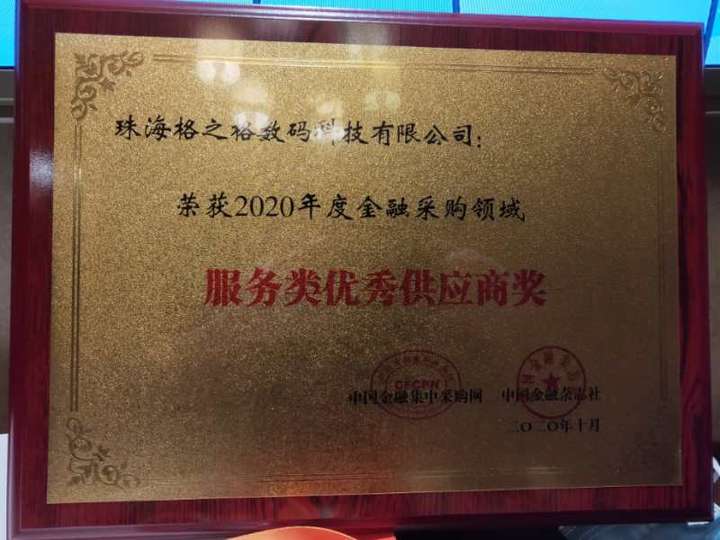 珠海格之格数码科技有限公司：
荣获2020年度金融采购领域
服务类优秀供应商奖
CFCPN
中国金融集中采购网 中国金融杂志社
二〇二〇年十月